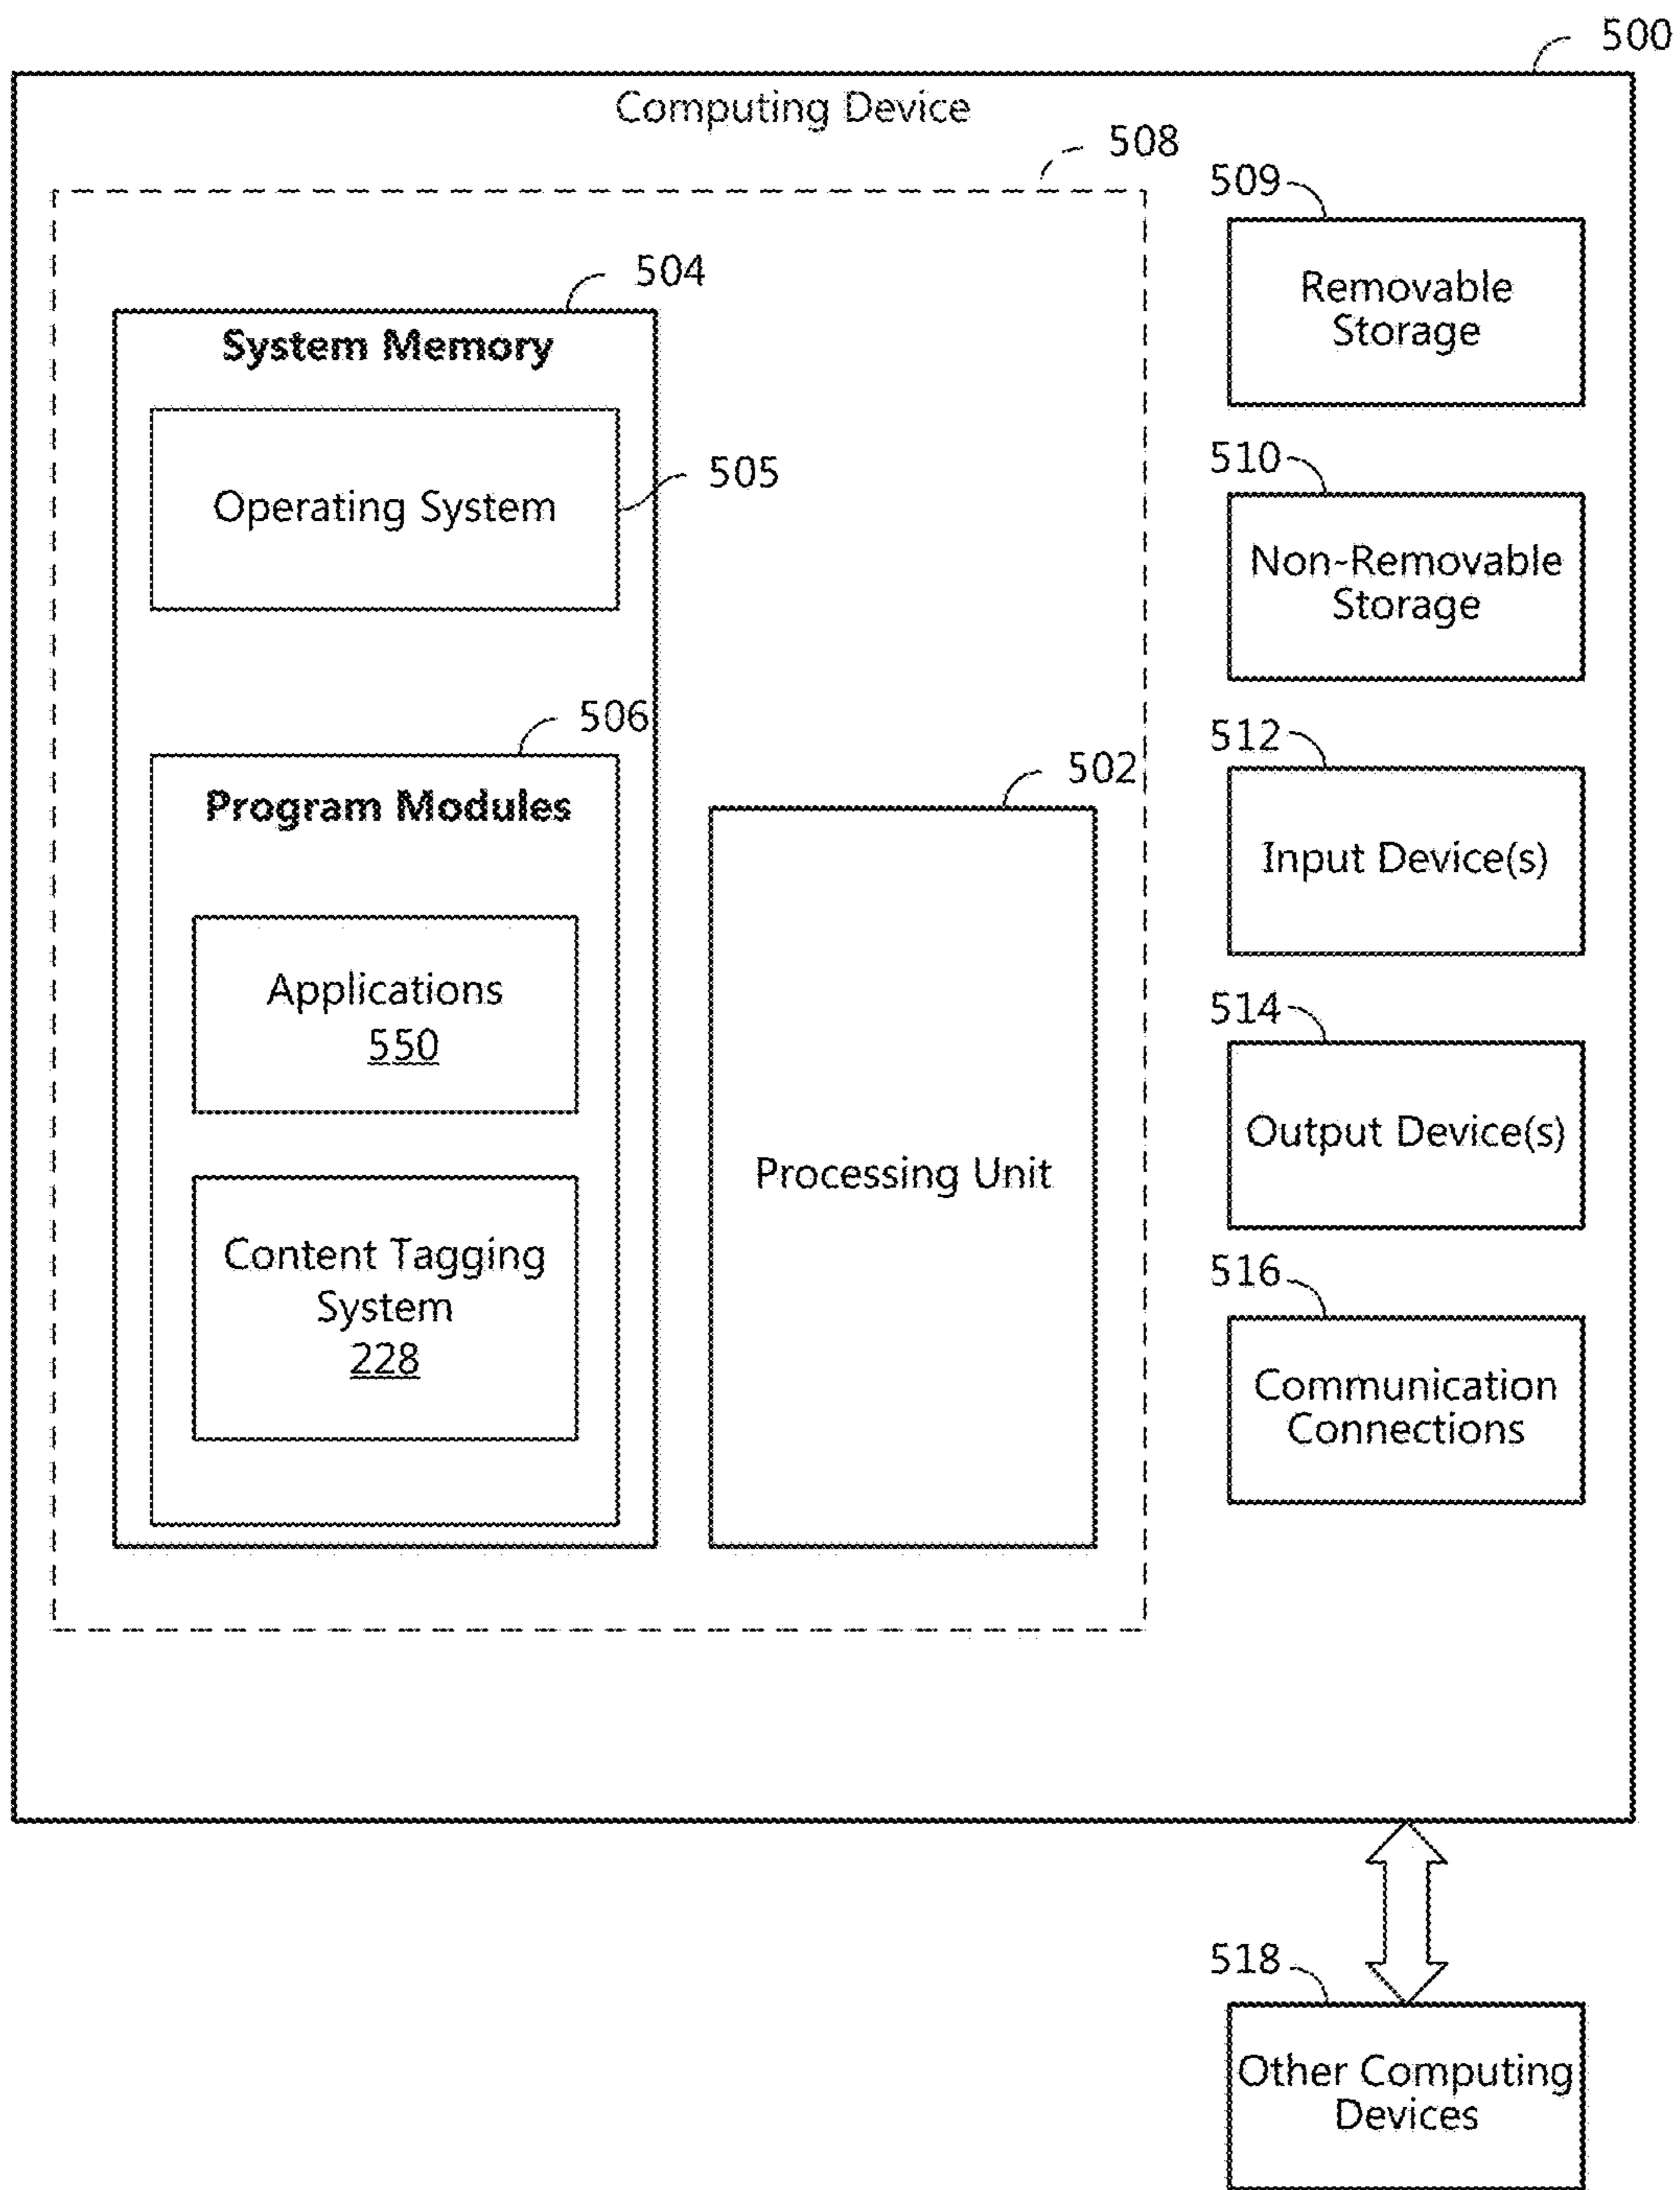 500
Computing Device
508
504
System Memory
Operating System
505
506
Program Modules
Applications
550
Content Tagging
System
228
502
Processing Unit
509
Removable
Storage
510
Non-Removable
Storage
512
Input Device(s)
514
Output Device(s)
516
Communication
Connections
518
Other Computing
Devices